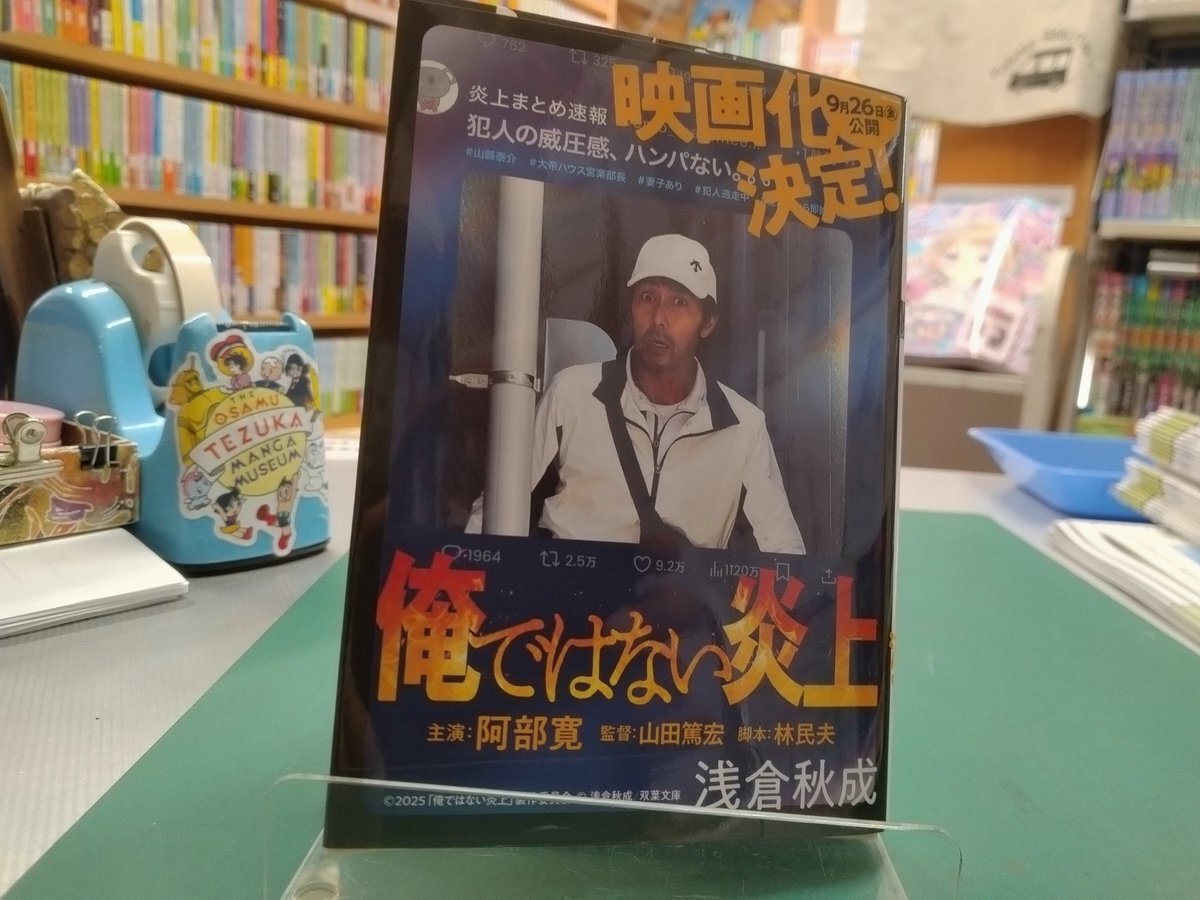 762
325
炎上まとめ速報
映画化
9月26日㊎
公開
決定!
犯人の威圧感、ハンパない。。。
#山縣泰介 #大帝ハウス営業部長 #妻子あり #犯人逃走中
1964 2.5万 9.2万 1120万
俺ではない炎上
主演:阿部寛 監督:山田篤宏 脚本:林民夫
浅倉秋成
©2025「俺ではない炎上」製作委員会 © 浅倉秋成/双葉文庫
THE
OSAMU
TEZUKA
MANGA
MUSEUM